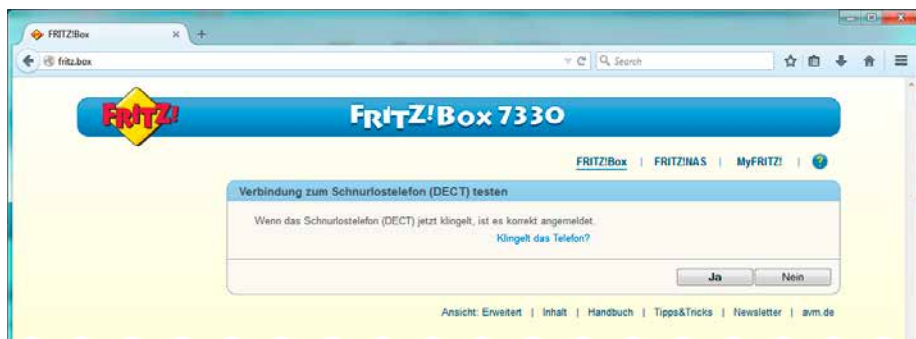 FRITZ!Box
fritz.box
Search
FRITZ!
FRITZ!Box 7330
FRITZ!Box | FRITZ!NAS | MyFRITZ! | ?
Verbindung zum Schnurlostelefon (DECT) testen
Wenn das Schnurlostelefon (DECT) jetzt klingelt, ist es korrekt angemeldet.
Klingelt das Telefon?
Ja Nein
Ansicht: Erweitert | Inhalt | Handbuch | Tipps&Tricks | Newsletter | avm.de